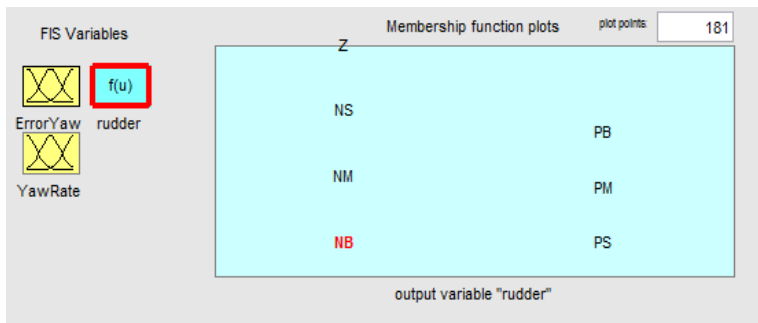 FIS Variables
Membership function plots
plot points:
181
f(u)
ErrorYaw
rudder
YawRate
Z
NS
NM
NB
PB
PM
PS
output variable "rudder"